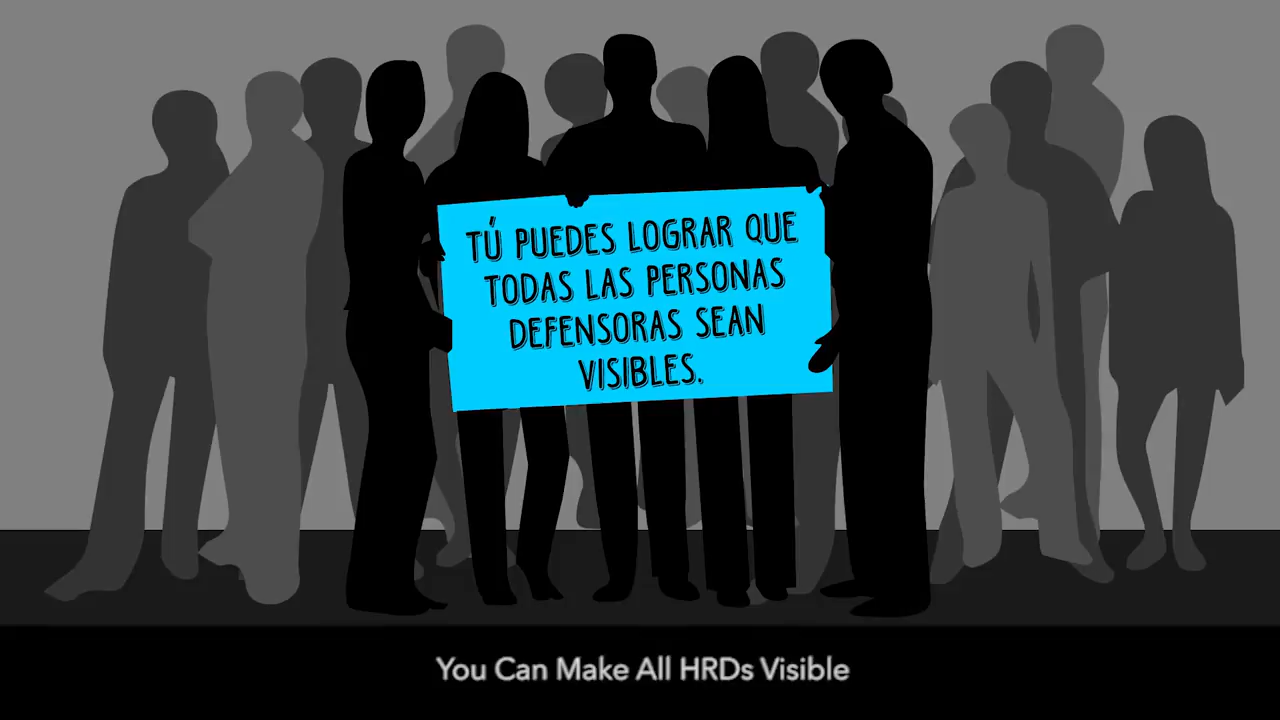 TÚ PUEDES LOGRAR QUE
TODAS LAS PERSONAS
DEFENSORAS SEAN
VISIBLES.
You Can Make All HRDs Visible